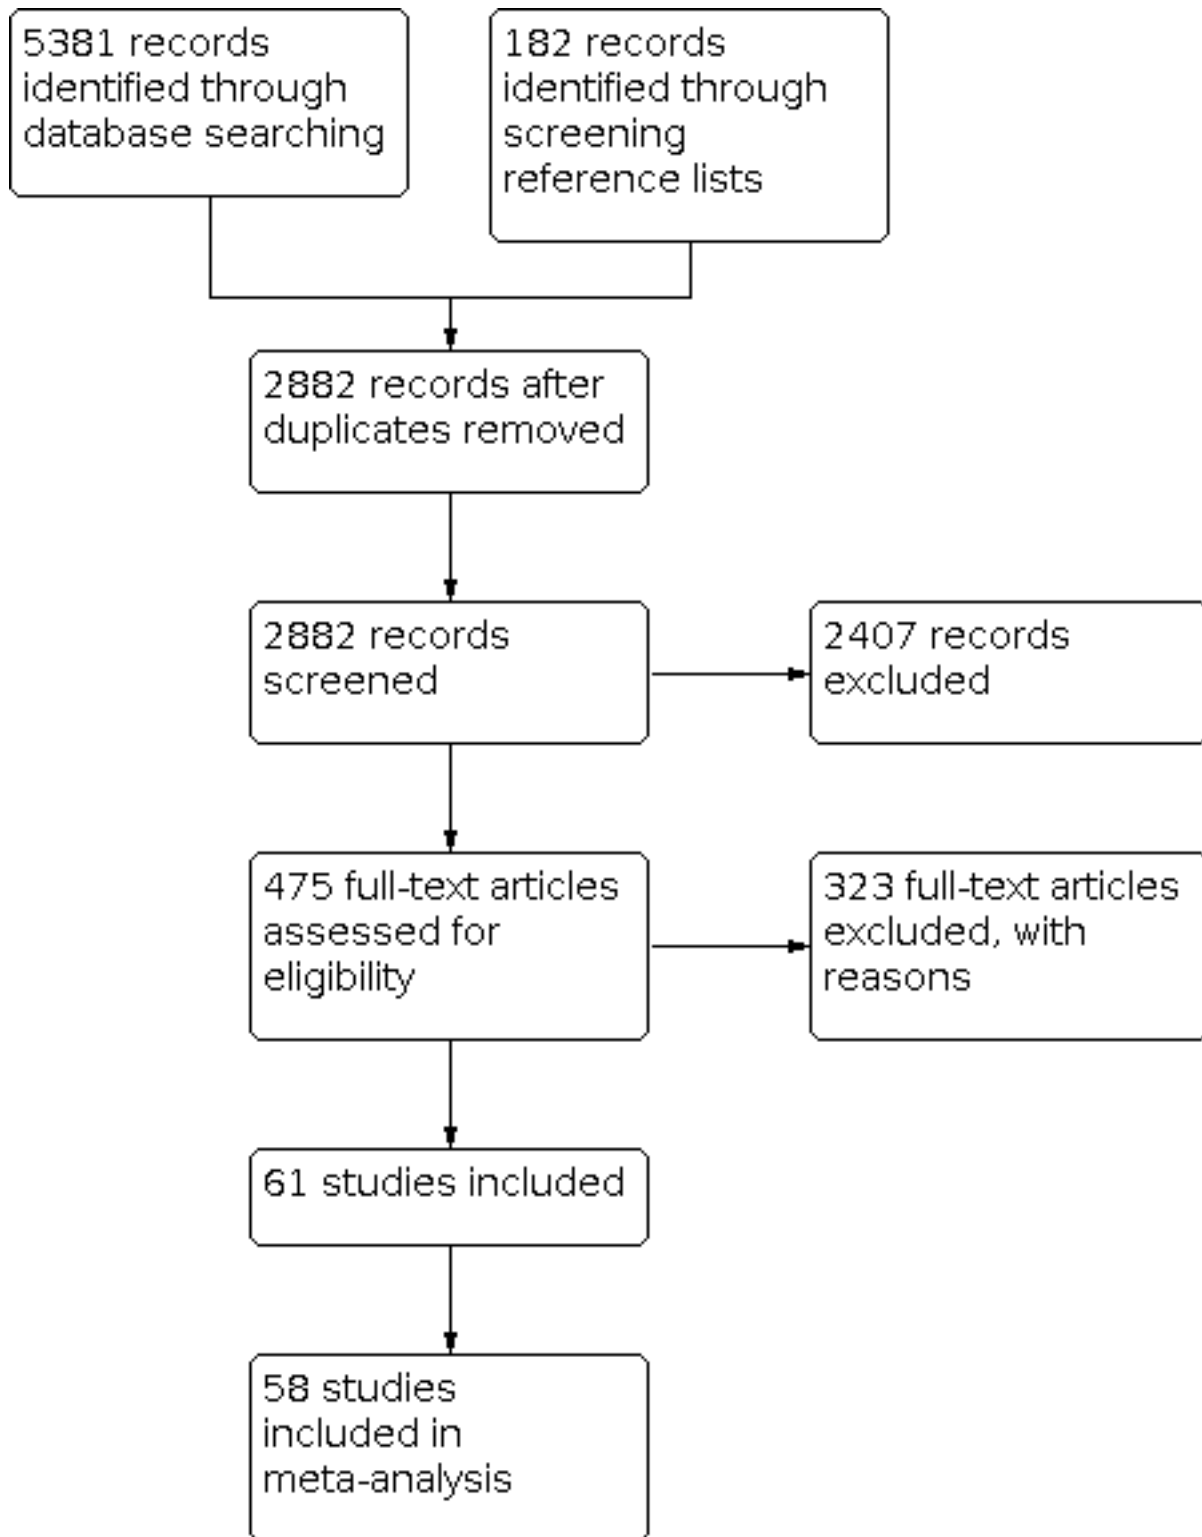 5381 records
identified through
database searching
182 records
identified through
screening
reference lists
2882 records after
duplicates removed
2882 records
screened
2407 records
excluded
475 full-text articles
assessed for
eligibility
323 full-text articles
excluded, with
reasons
61 studies included
58 studies
included in
meta-analysis